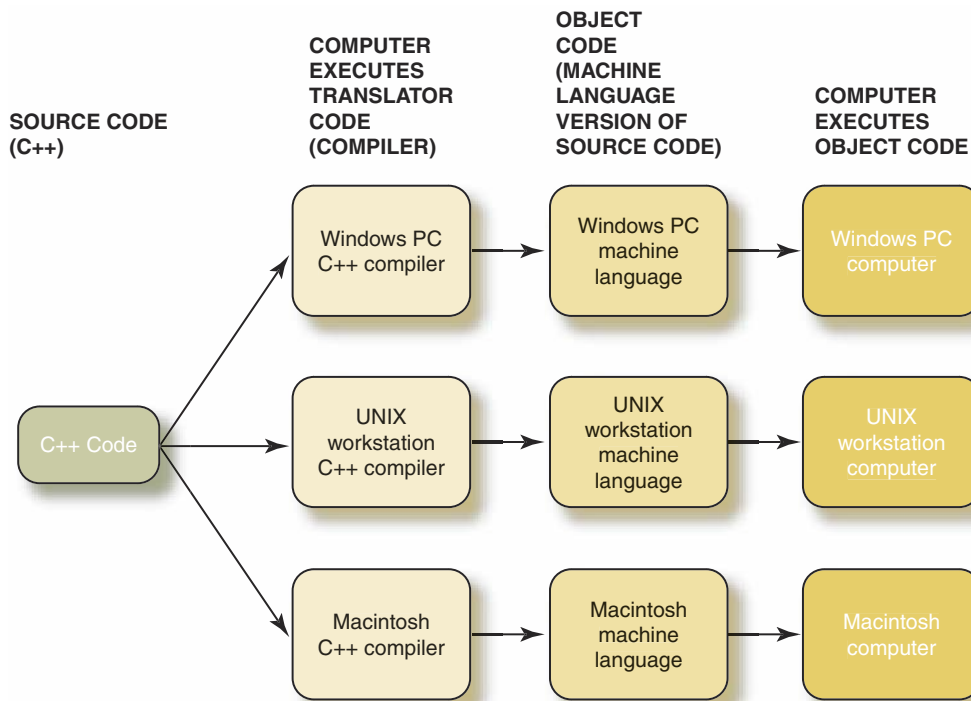 SOURCE CODE
(C++)
COMPUTER
EXECUTES
TRANSLATOR
CODE
(COMPILER)
OBJECT
CODE
(MACHINE
LANGUAGE
VERSION OF
SOURCE CODE)
COMPUTER
EXECUTES
OBJECT CODE
C++ Code
Windows PC
C++ compiler
Windows PC
machine
language
Windows PC
computer
UNIX
workstation
C++ compiler
UNIX
workstation
machine
language
UNIX
workstation
computer
Macintosh
C++ compiler
Macintosh
machine
language
Macintosh
computer